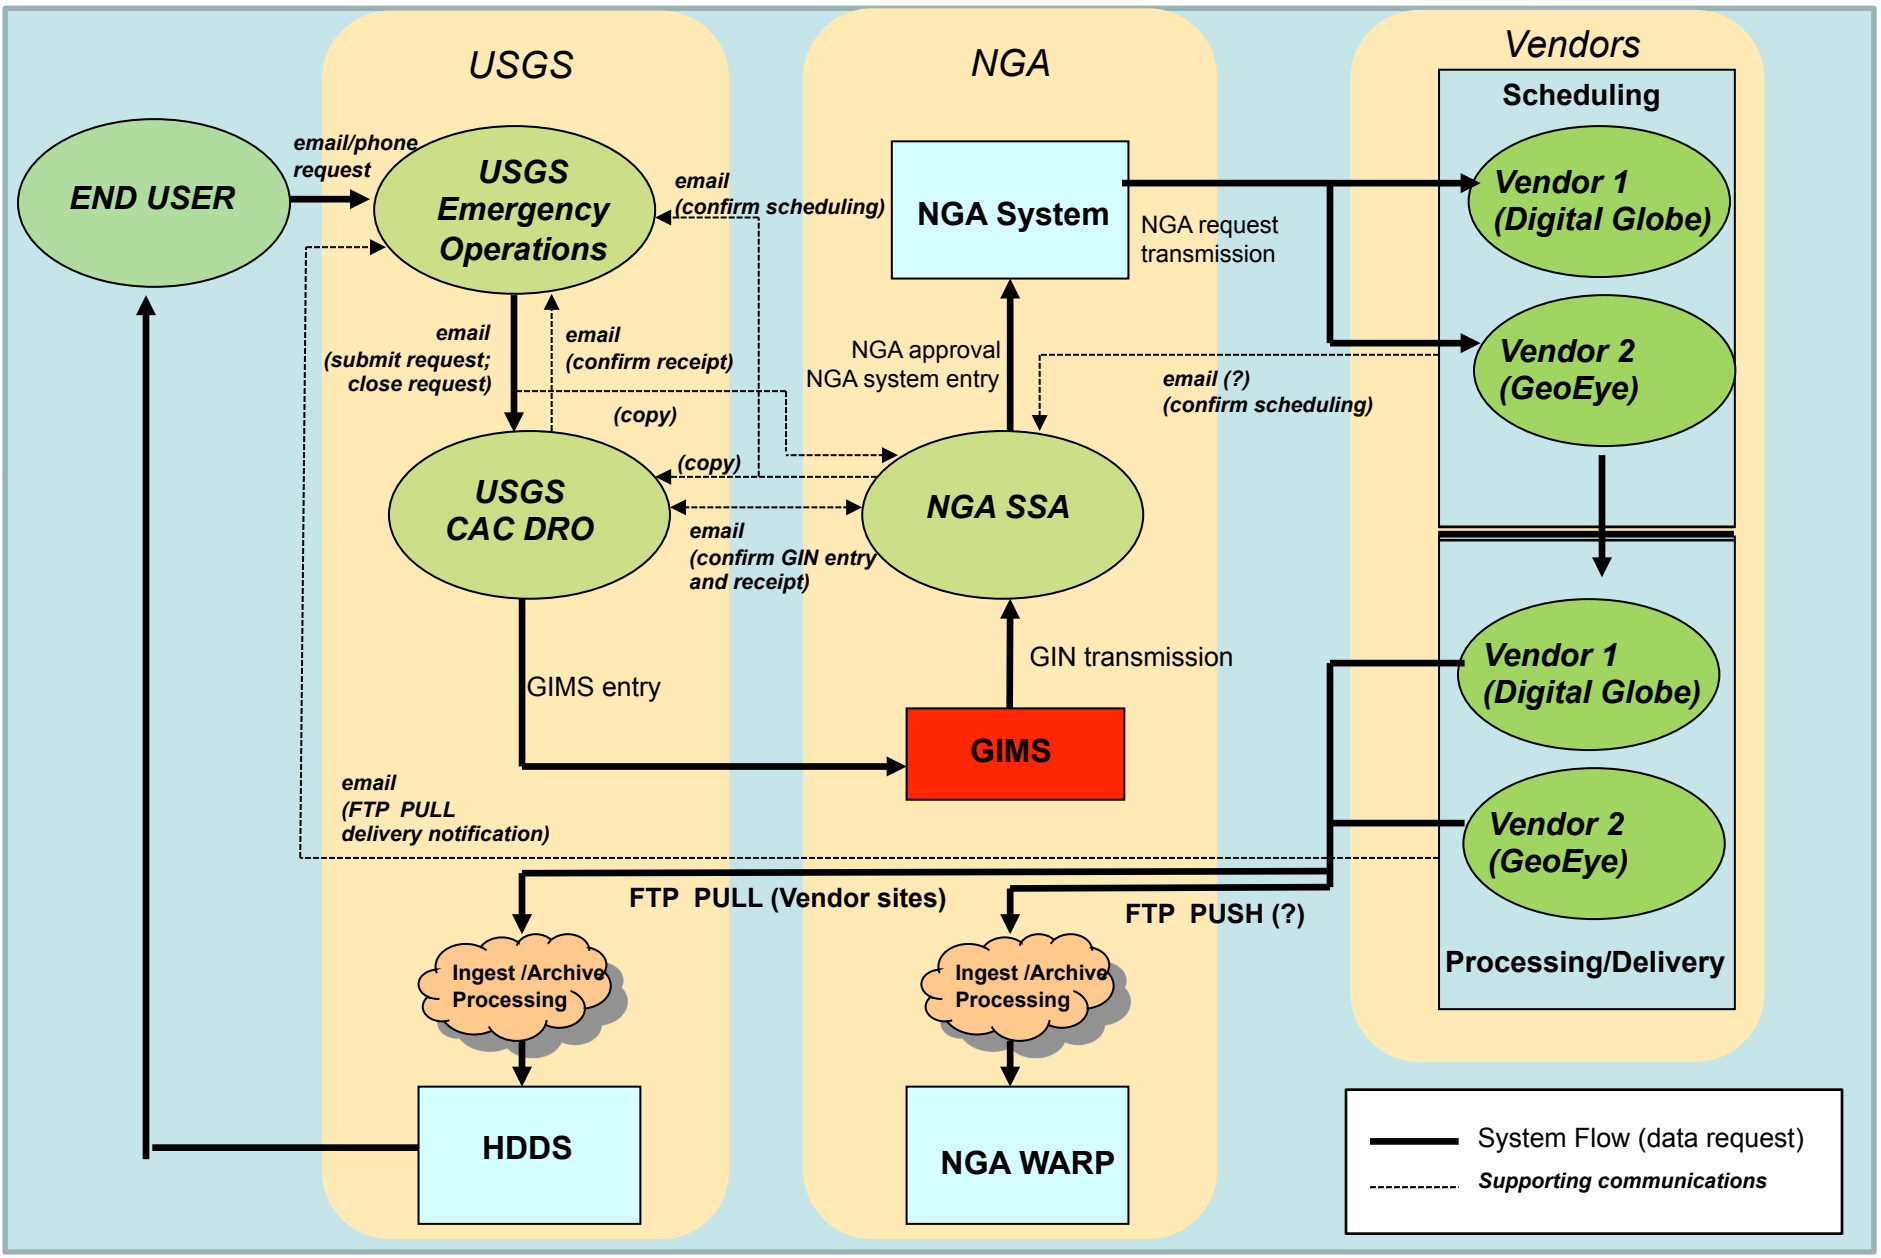 USGS
NGA
Vendors
Scheduling
END USER
email/phone
request
USGS
Emergency
Operations
email
(confirm scheduling)
NGA System
NGA request
transmission
Vendor 1
(Digital Globe)
Vendor 2
(GeoEye)
email
(submit request;
close request)
email
(confirm receipt)
(copy)
NGA approval
NGA system entry
email (?)
(confirm scheduling)
(copy)
USGS
CAC DRO
NGA SSA
email
(confirm GIN entry
and receipt)
GIMS entry
GIN transmission
GIMS
Vendor 1
(Digital Globe)
Vendor 2
(GeoEye)
Processing/Delivery
email
(FTP PULL
delivery notification)
FTP PULL (Vendor sites)
FTP PUSH (?)
Ingest /Archive
Processing
Ingest /Archive
Processing
HDDS
NGA WARP
System Flow (data request)
Supporting communications